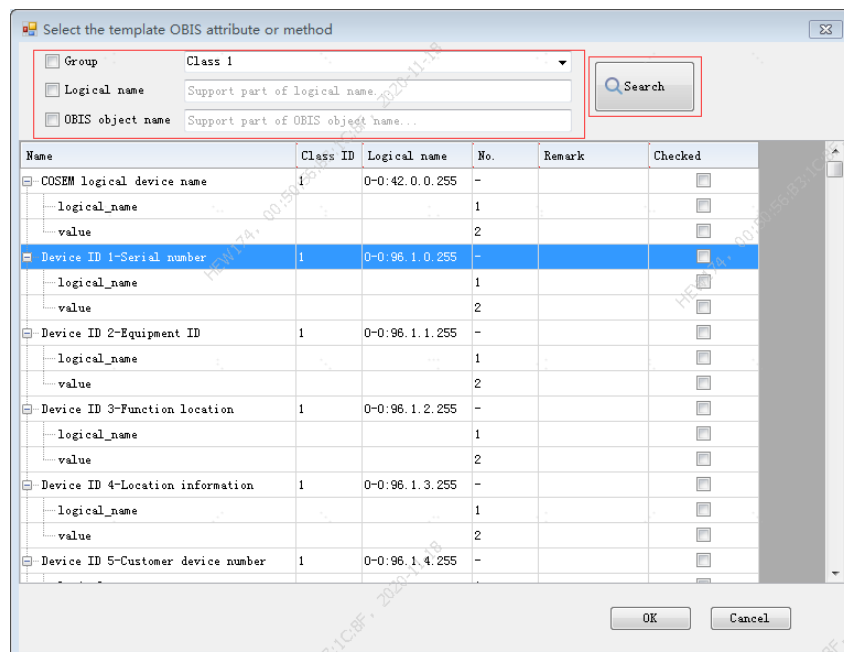 Select the template OBIS attribute or method
Group Class 1
Logical name Support part of logical name...
Search
OBIS object name Support part of OBIS object name...
Name Class ID Logical name No. Remark Checked
COSEM logical device name 1 0-0:42.0.0.255 -
logical_name 1
value 2
Device ID 1-Serial number 1 0-0:96.1.0.255 -
logical_name 1
value 2
Device ID 2-Equipment ID 1 0-0:96.1.1.255 -
logical_name 1
value 2
Device ID 3-Function location 1 0-0:96.1.2.255 -
logical_name 1
value 2
Device ID 4-Location information 1 0-0:96.1.3.255 -
logical_name 1
value 2
Device ID 5-Customer device number 1 0-0:96.1.4.255 -
OK Cancel